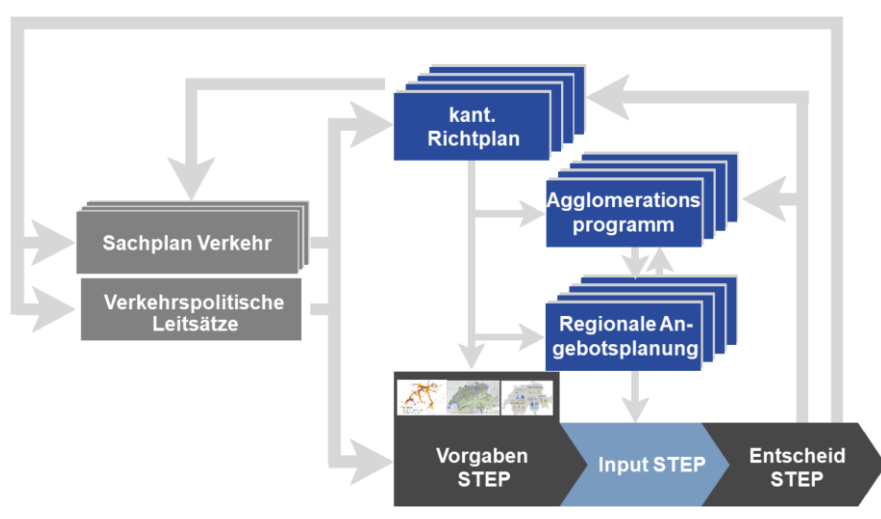 kant.
Richtplan
Agglomerations
programm
Sachplan Verkehr
Verkehrspolitische
Leitsätze
Regionale An-
gebotsplanung
Vorgaben
STEP
Input STEP
Entscheid
STEP